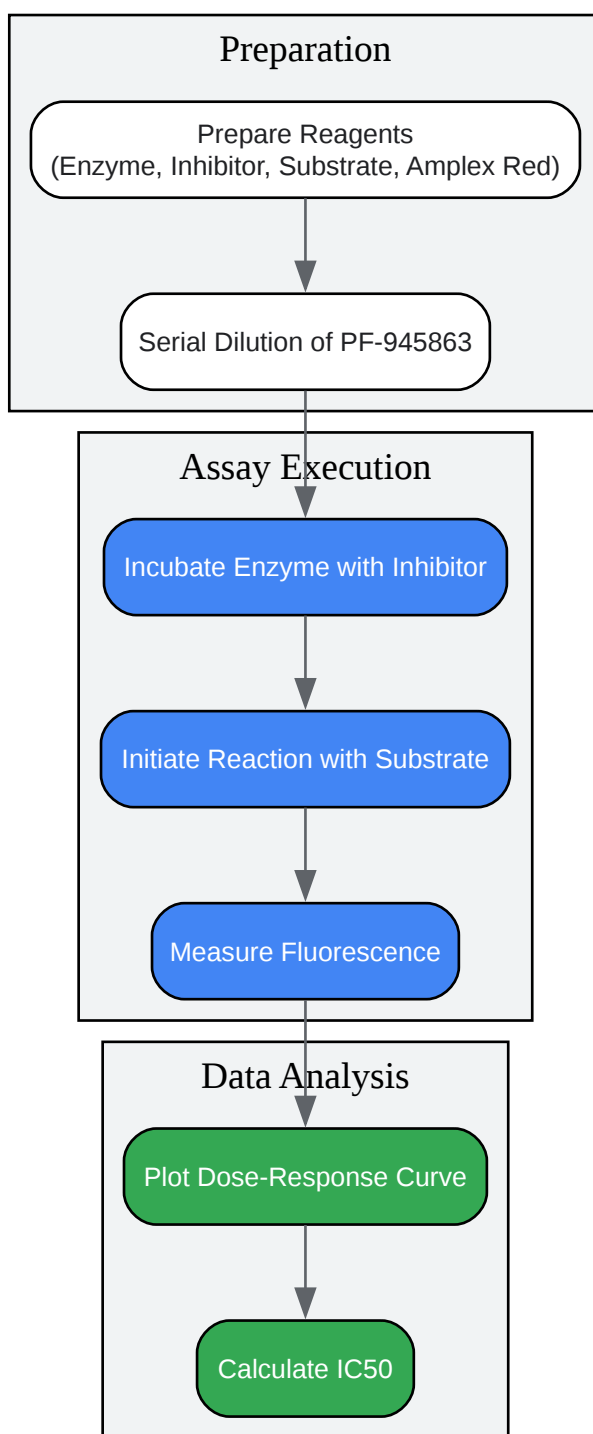 Preparation
Prepare Reagents
(Enzyme, Inhibitor, Substrate, Amplex Red)
Serial Dilution of PF-945863
Assay Execution
Incubate Enzyme with Inhibitor
Initiate Reaction with Substrate
Measure Fluorescence
Data Analysis
Plot Dose-Response Curve
Calculate IC50